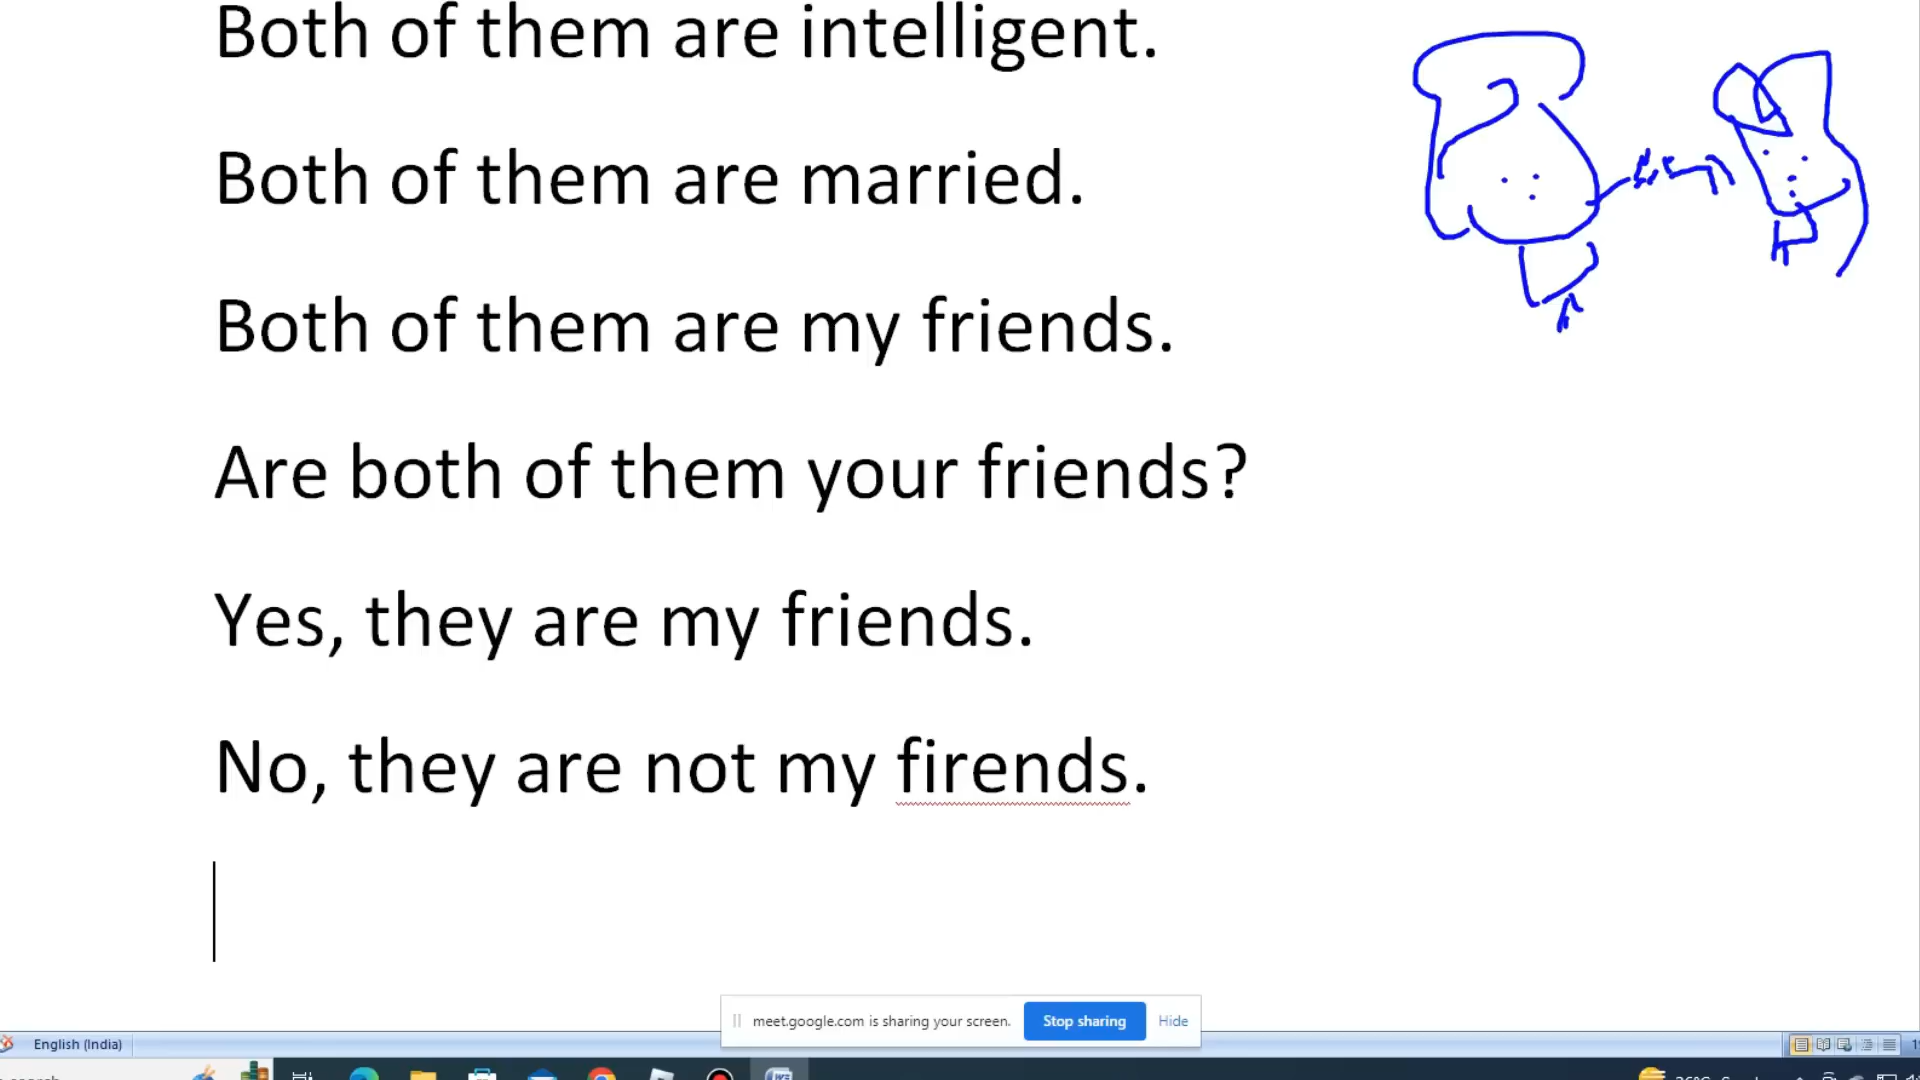 Both of them are intelligent.
Both of them are married.
Both of them are my friends.
Are both of them your friends?
Yes, they are my friends.
No, they are not my firends.
meet.google.com is sharing your screen. Stop sharing Hide
English (India)